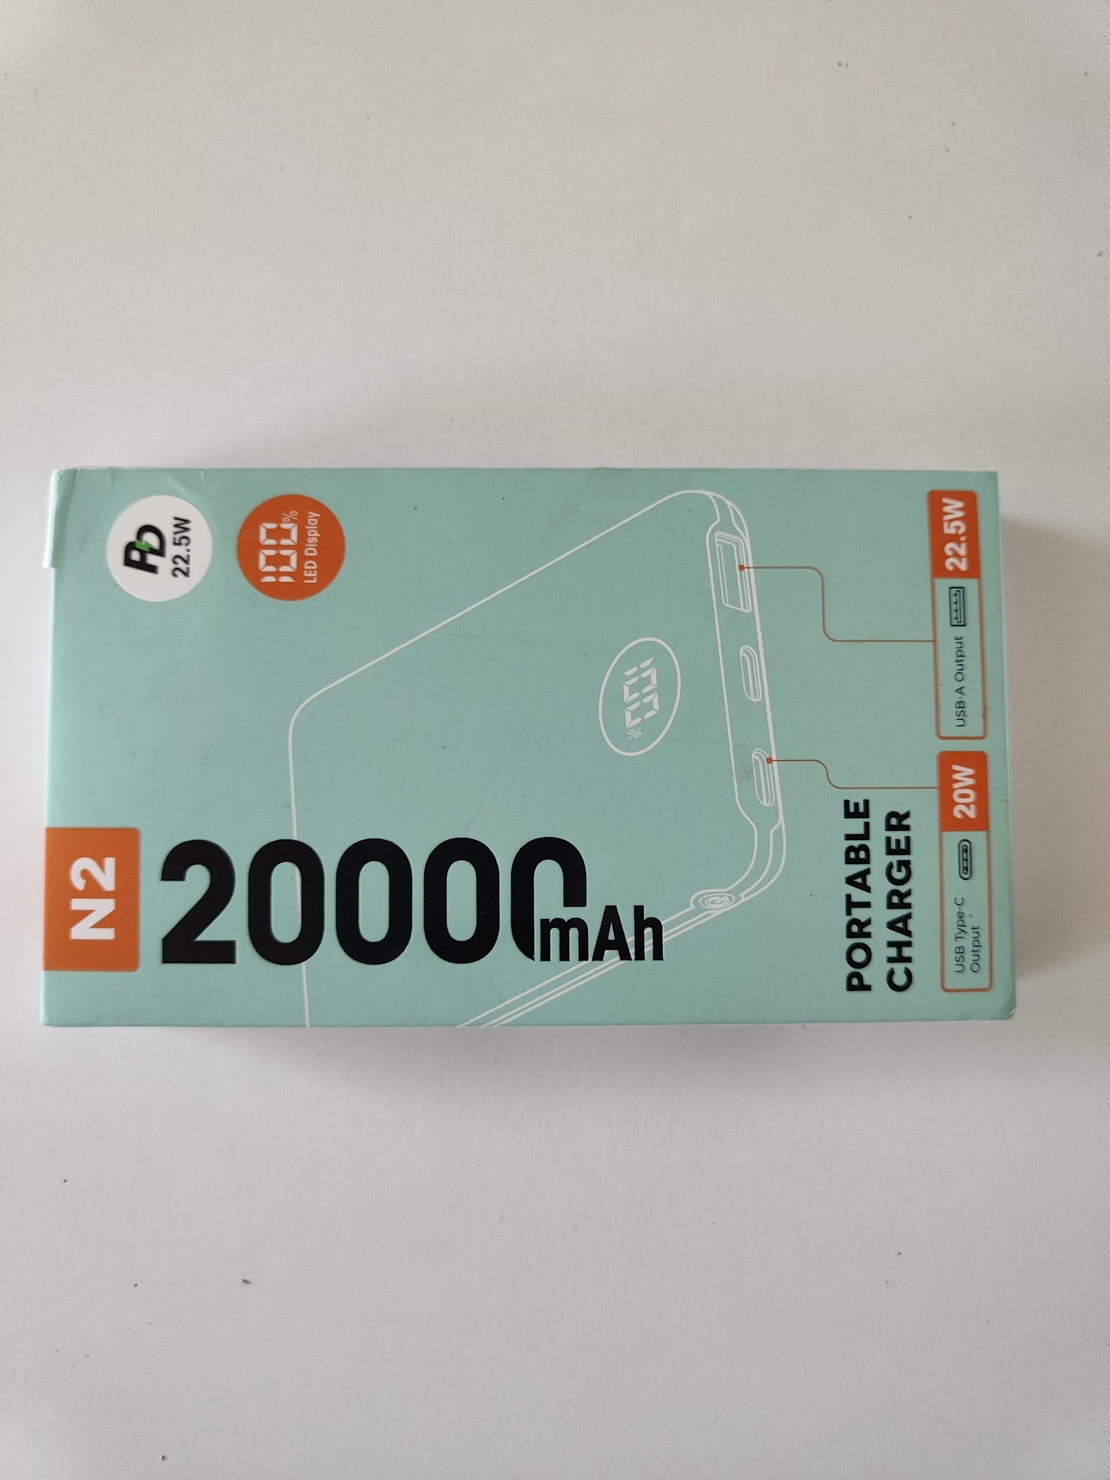 N2
20000mAh
PD
22.5W
100%
LED Display
100%
PORTABLE
CHARGER
USB-A Output
22.5W
USB Type-C
Output
20W